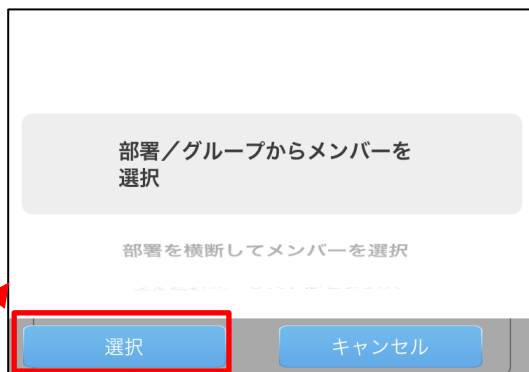 部署／グループからメンバーを
選択
部署を横断してメンバーを選択
選択
キャンセル